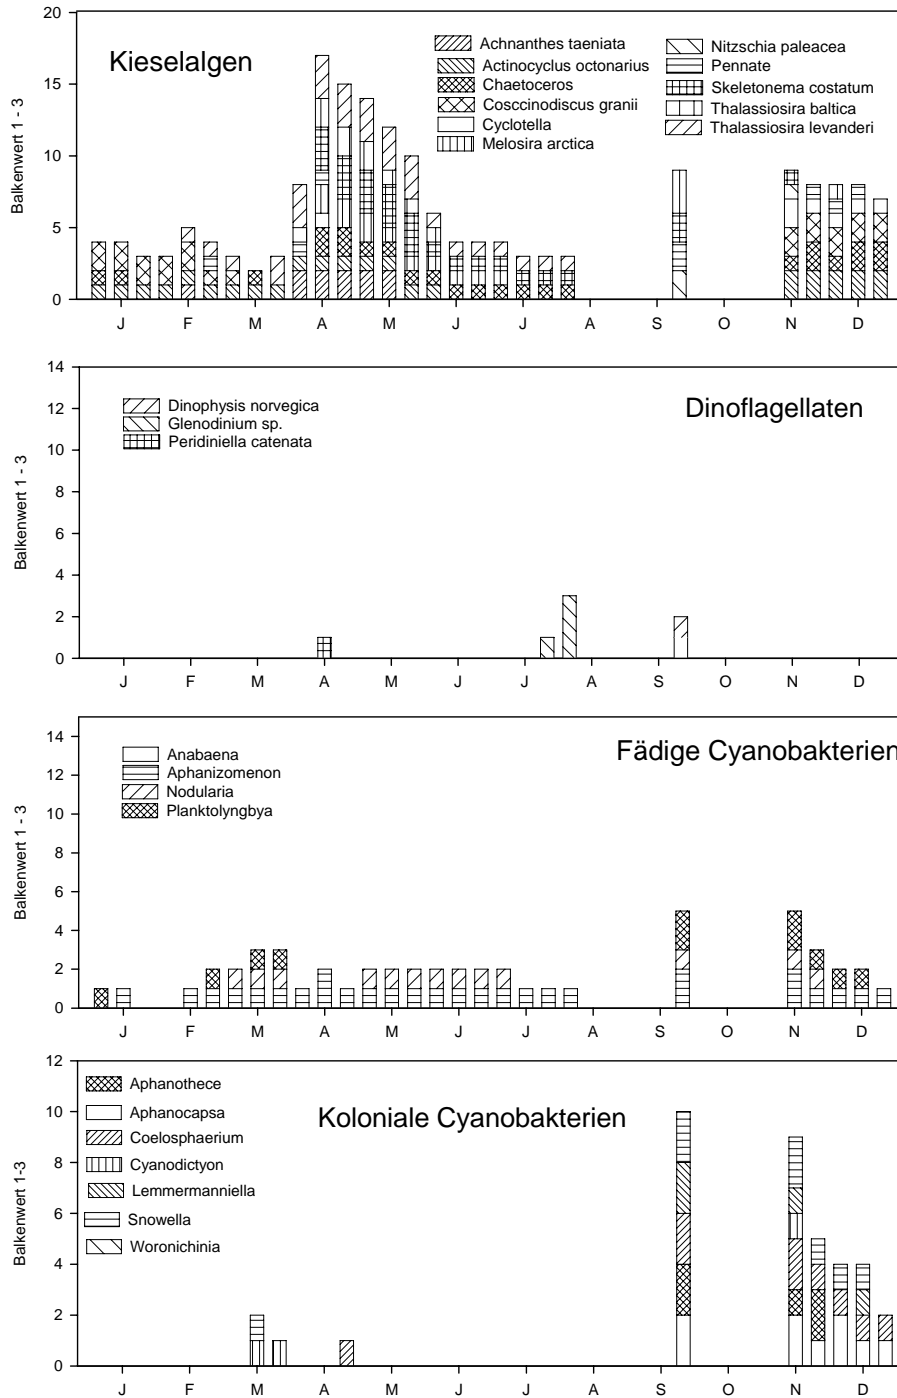 20
15
10
5
0
Balkenwert 1 - 3
Kieselalgen
Achnanthes taeniata
Actinocyclus octonarius
Chaetoceros
Cosccinodiscus granii
Cyclotella
Melosira arctica
Nitzschia paleacea
Pennate
Skeletonema costatum
Thalassiosira baltica
Thalassiosira levanderi
J F M A M J J A S O N D
14
12
10
8
6
4
2
0
Balkenwert 1 - 3
Dinophysis norvegica
Glenodinium sp.
Peridiniella catenata
Dinoflagellaten
J F M A M J J A S O N D
14
12
10
8
6
4
2
0
Balkenwert 1 - 3
Anabaena
Aphanizomenon
Nodularia
Planktolyngbya
Fädige Cyanobakterien
J F M A M J J A S O N D
12
10
8
6
4
2
0
Balkenwert 1-3
Aphanothece
Aphanocapsa
Coelosphaerium
Cyanodictyon
Lemmermanniella
Snowella
Woronichinia
Koloniale Cyanobakterien
J F M A M J J A S O N D